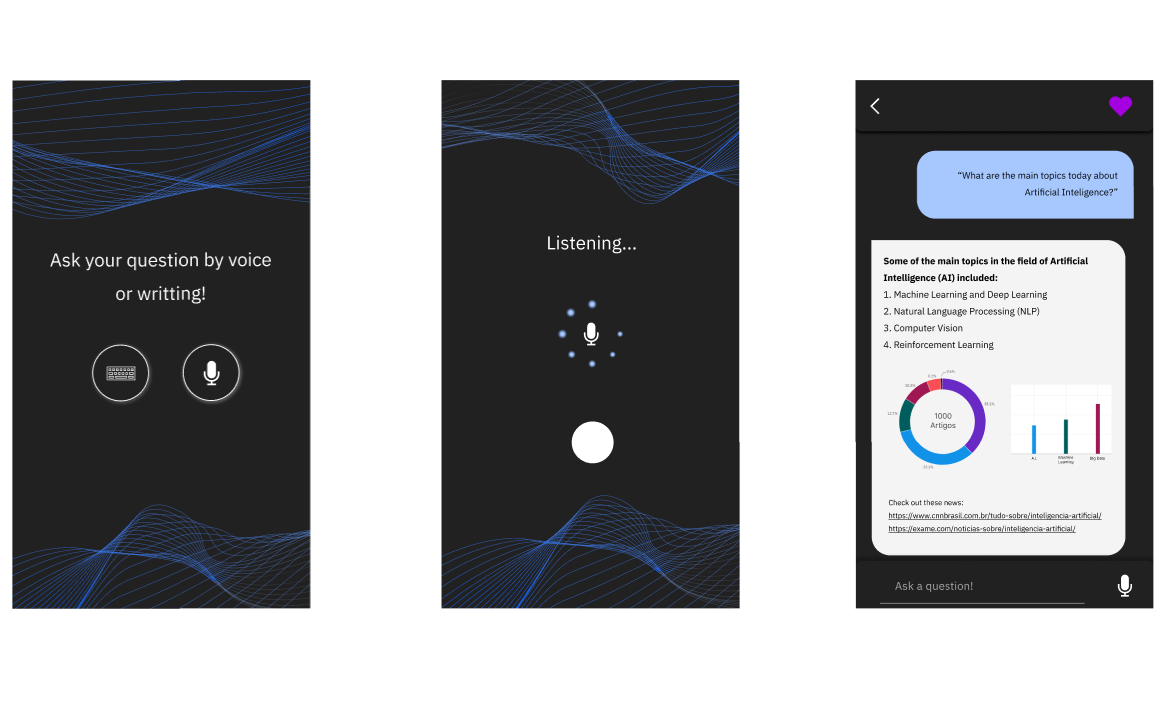 Ask your question by voice
or writting!
Listening...
“What are the main topics today about
Artificial Inteligence?”
Some of the main topics in the field of Artificial
Intelligence (AI) included:
1. Machine Learning and Deep Learning
2. Natural Language Processing (NLP)
3. Computer Vision
4. Reinforcement Learning
1000
Artigos
A.I.
Machine
Learning
Big Data
Check out these news:
https://www.cnnbrasil.com.br/tudo-sobre/inteligencia-artificial/
https://exame.com/noticias-sobre/inteligencia-artificial/
Ask a question!